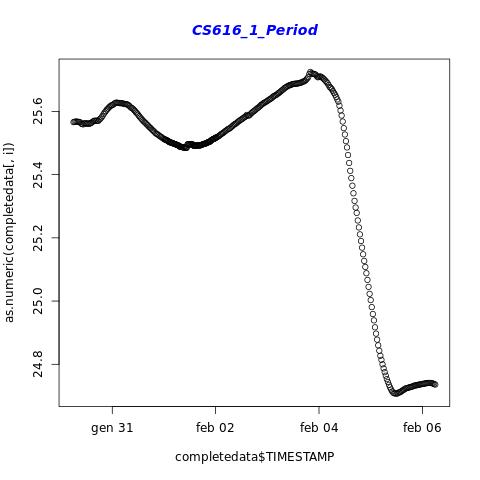 CS616_1_Period
as.numeric(completedata[, i])
25.6
25.4
25.2
25.0
24.8
gen 31
feb 02
feb 04
feb 06
completedata$TIMESTAMP